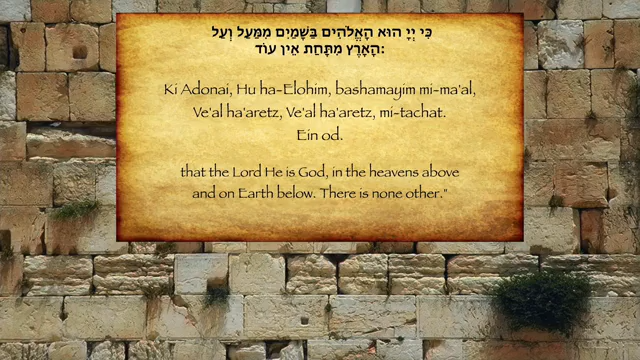 כִּי יְיָ הוּא הָאֱלֹהִים בַּשָּׁמַיִם מִמַּעַל וְעַל
הָאָרֶץ מִתָּחַת אֵין עוֹד:
Ki Adonai, Hu ha-Elohim, bashamayim mi-ma'al,
Ve'al ha'aretz, Ve'al ha'aretz, mi-tachat.
Ein od.
that the Lord He is God, in the heavens above
and on Earth below. There is none other."